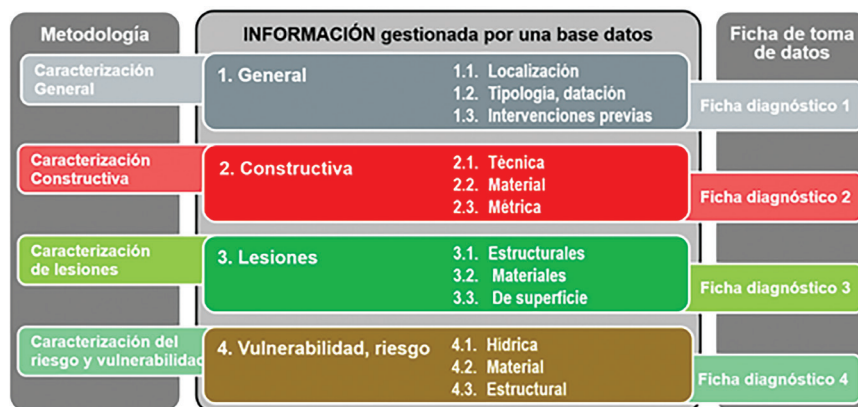 Metodología
INFORMACIÓN gestionada por una base datos
Ficha de toma
de datos
Caracterización
General
1. General
1.1. Localización
1.2. Tipología, datación
1.3. Intervenciones previas
Ficha diagnóstico 1
Caracterización
Constructiva
2. Constructiva
2.1. Técnica
2.2. Material
2.3. Métrica
Ficha diagnóstico 2
Caracterización
de lesiones
3. Lesiones
3.1. Estructurales
3.2. Materiales
3.3. De superficie
Ficha diagnóstico 3
Caracterización del
riesgo y vulnerabilidad
4. Vulnerabilidad, riesgo
4.1. Hídrica
4.2. Material
4.3. Estructural
Ficha diagnóstico 4